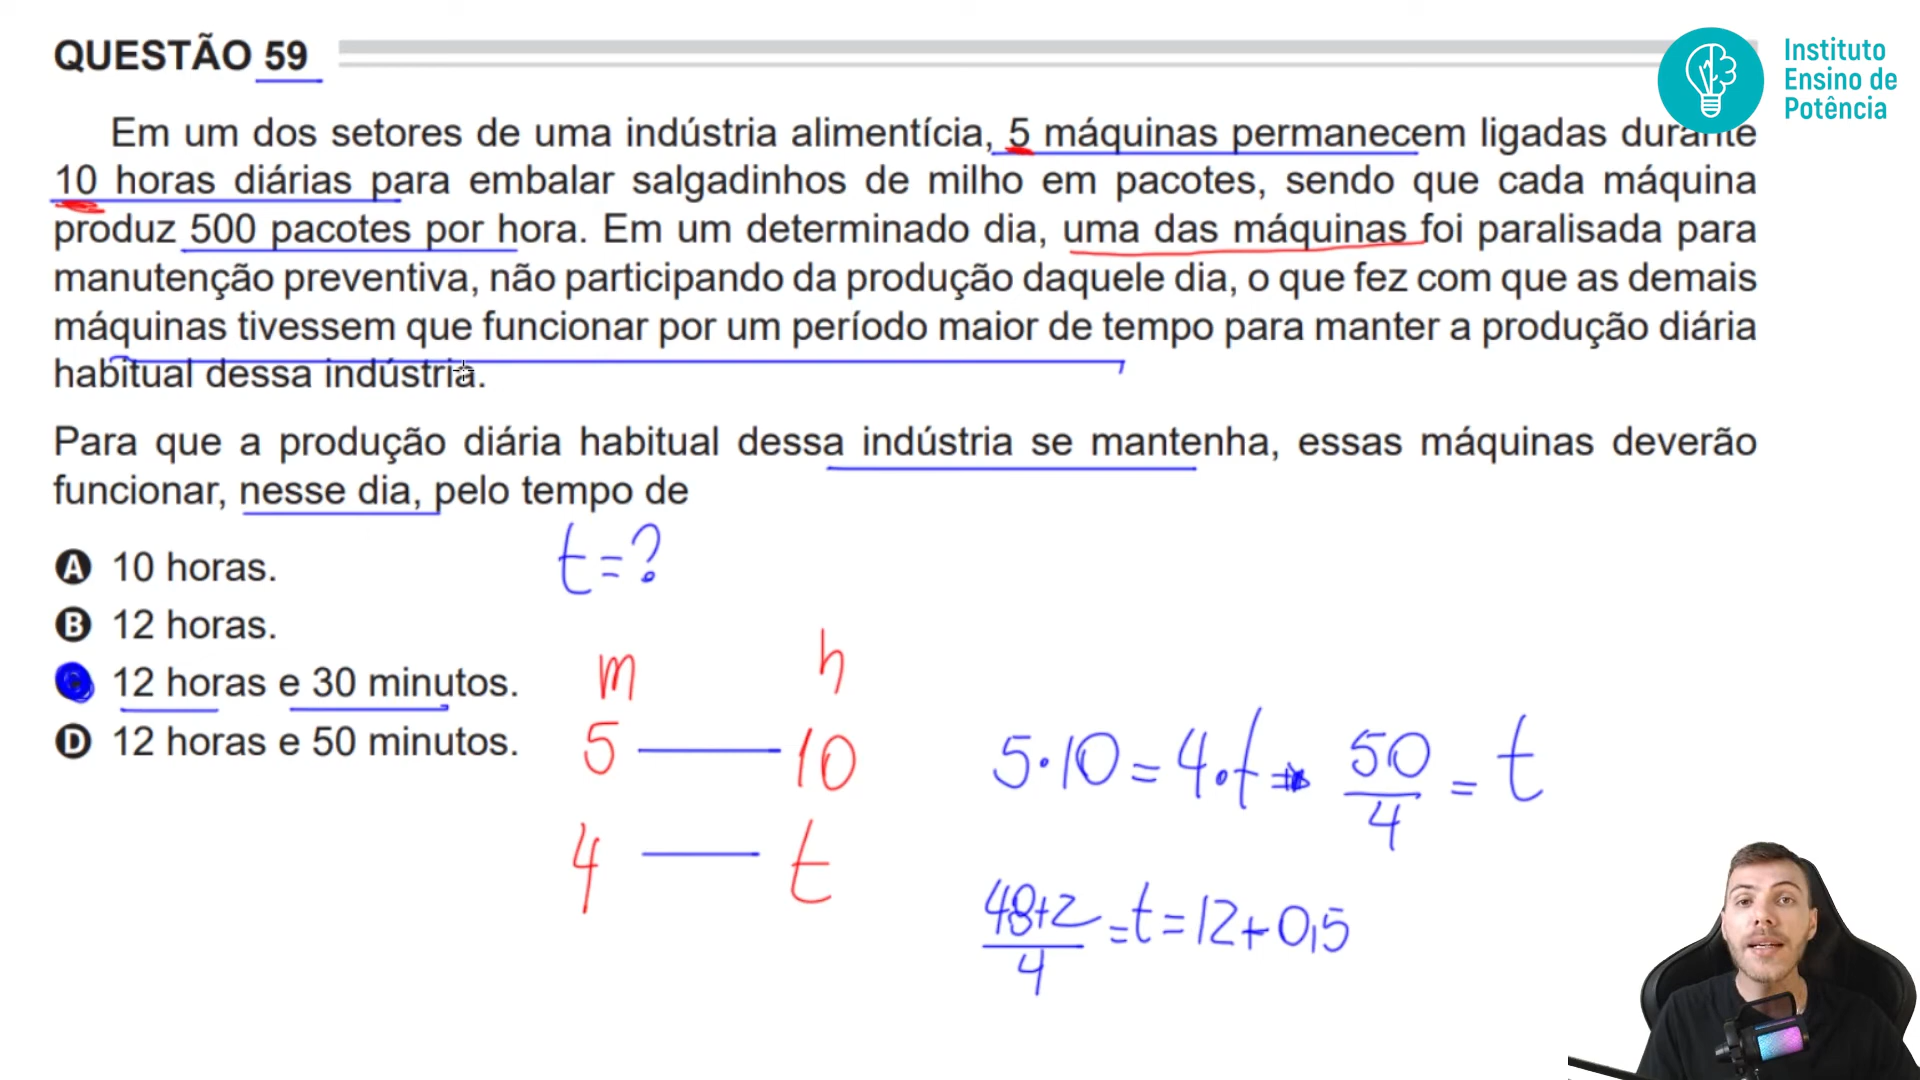 QUESTÃO 59
Instituto
Ensino de
Potência
Em um dos setores de uma indústria alimentícia, 5 máquinas permanecem ligadas durante
10 horas diárias para embalar salgadinhos de milho em pacotes, sendo que cada máquina
produz 500 pacotes por hora. Em um determinado dia, uma das máquinas foi paralisada para
manutenção preventiva, não participando da produção daquele dia, o que fez com que as demais
máquinas tivessem que funcionar por um período maior de tempo para manter a produção diária
habitual dessa indústria.
Para que a produção diária habitual dessa indústria se mantenha, essas máquinas deverão
funcionar, nesse dia, pelo tempo de
t = ?
A 10 horas.
B 12 horas.
C 12 horas e 30 minutos.
D 12 horas e 50 minutos.
m h
5 — 10
4 — t
5·10 = 4·t ⇒ 50/4 = t
48+2/4 = t = 12 + 0,5